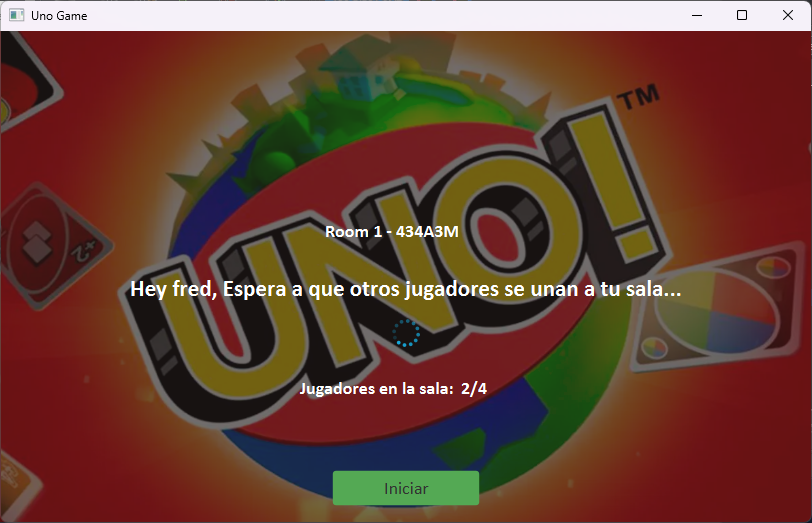 Uno Game
TM
UNO!
Room 1 - 434A3M
Hey fred, Espera a que otros jugadores se unan a tu sala...
+2
Jugadores en la sala: 2/4
Iniciar